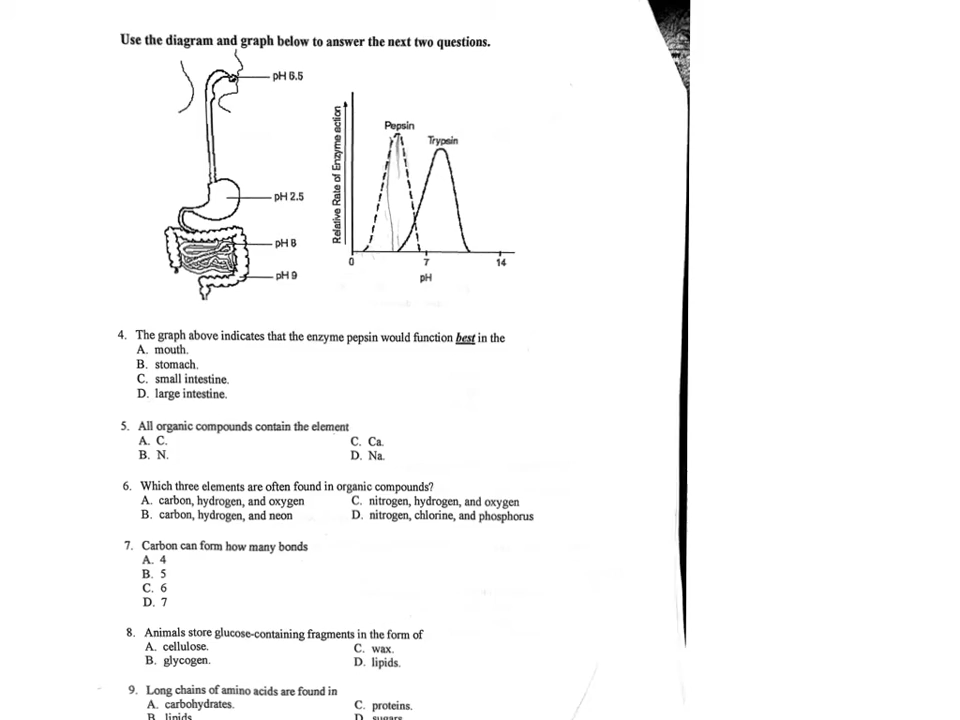 Use the diagram and graph below to answer the next two questions.
pH 6.5
pH 2.5
pH 8
pH 9
Relative Rate of Enzyme action
Pepsin
Trypsin
0
7
14
pH
4. The graph above indicates that the enzyme pepsin would function best in the
A. mouth.
B. stomach.
C. small intestine.
D. large intestine.
5. All organic compounds contain the element
A. C.
B. N.
C. Ca.
D. Na.
6. Which three elements are often found in organic compounds?
A. carbon, hydrogen, and oxygen
B. carbon, hydrogen, and neon
C. nitrogen, hydrogen, and oxygen
D. nitrogen, chlorine, and phosphorus
7. Carbon can form how many bonds
A. 4
B. 5
C. 6
D. 7
8. Animals store glucose-containing fragments in the form of
A. cellulose.
B. glycogen.
C. wax.
D. lipids.
9. Long chains of amino acids are found in
A. carbohydrates.
B. lipids
C. proteins.
D. sugars